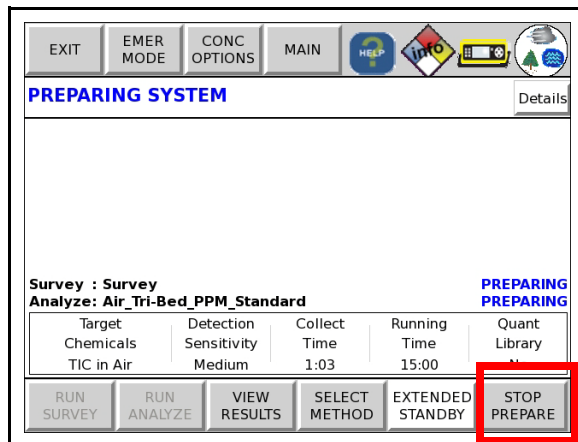 EXIT
EMER
MODE
CONC
OPTIONS
MAIN
HELP
info
PREPARING SYSTEM
Details
Survey : Survey
PREPARING
Analyze: Air_Tri-Bed_PPM_Standard
PREPARING
Target
Chemicals
TIC in Air
Detection
Sensitivity
Medium
Collect
Time
1:03
Running
Time
15:00
Quant
Library
RUN
SURVEY
RUN
ANALYZE
VIEW
RESULTS
SELECT
METHOD
EXTENDED
STANDBY
STOP
PREPARE